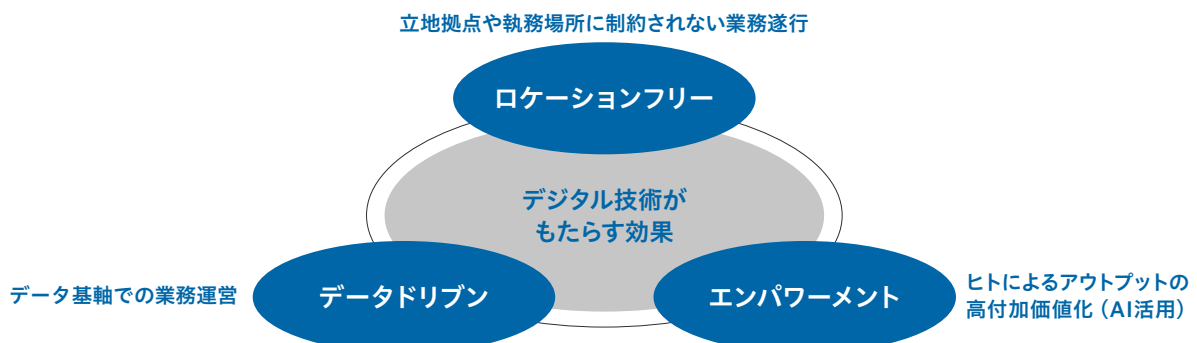 立地拠点や執務場所に制約されない業務遂行
ロケーションフリー
デジタル技術が
もたらす効果
データ基軸での業務運営
データドリブン
エンパワーメント
ヒトによるアウトプットの
高付加価値化（AI活用）